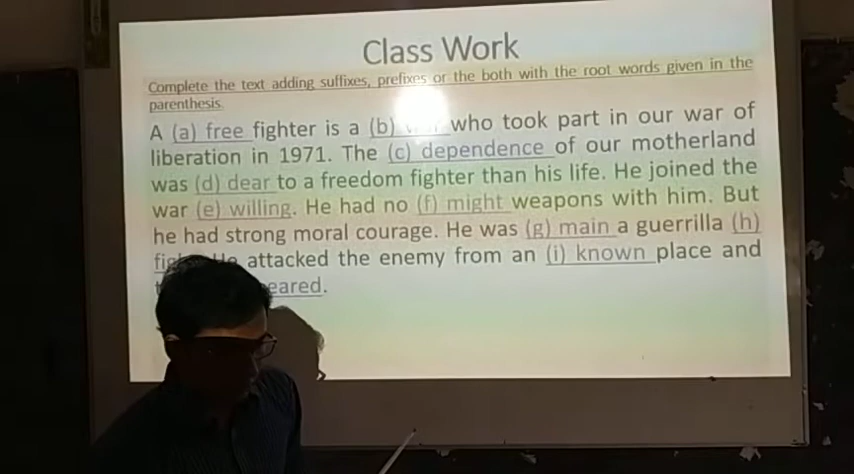 Class Work
Complete the text adding suffixes, prefixes or the both with the root words given in the
parenthesis.
A (a) free fighter is a (b) who took part in our war of
liberation in 1971. The (c) dependence of our motherland
was (d) dear to a freedom fighter than his life. He joined the
war (e) willing. He had no (f) might weapons with him. But
he had strong moral courage. He was (g) main a guerrilla (h)
He attacked the enemy from an (i) known place and
eared.